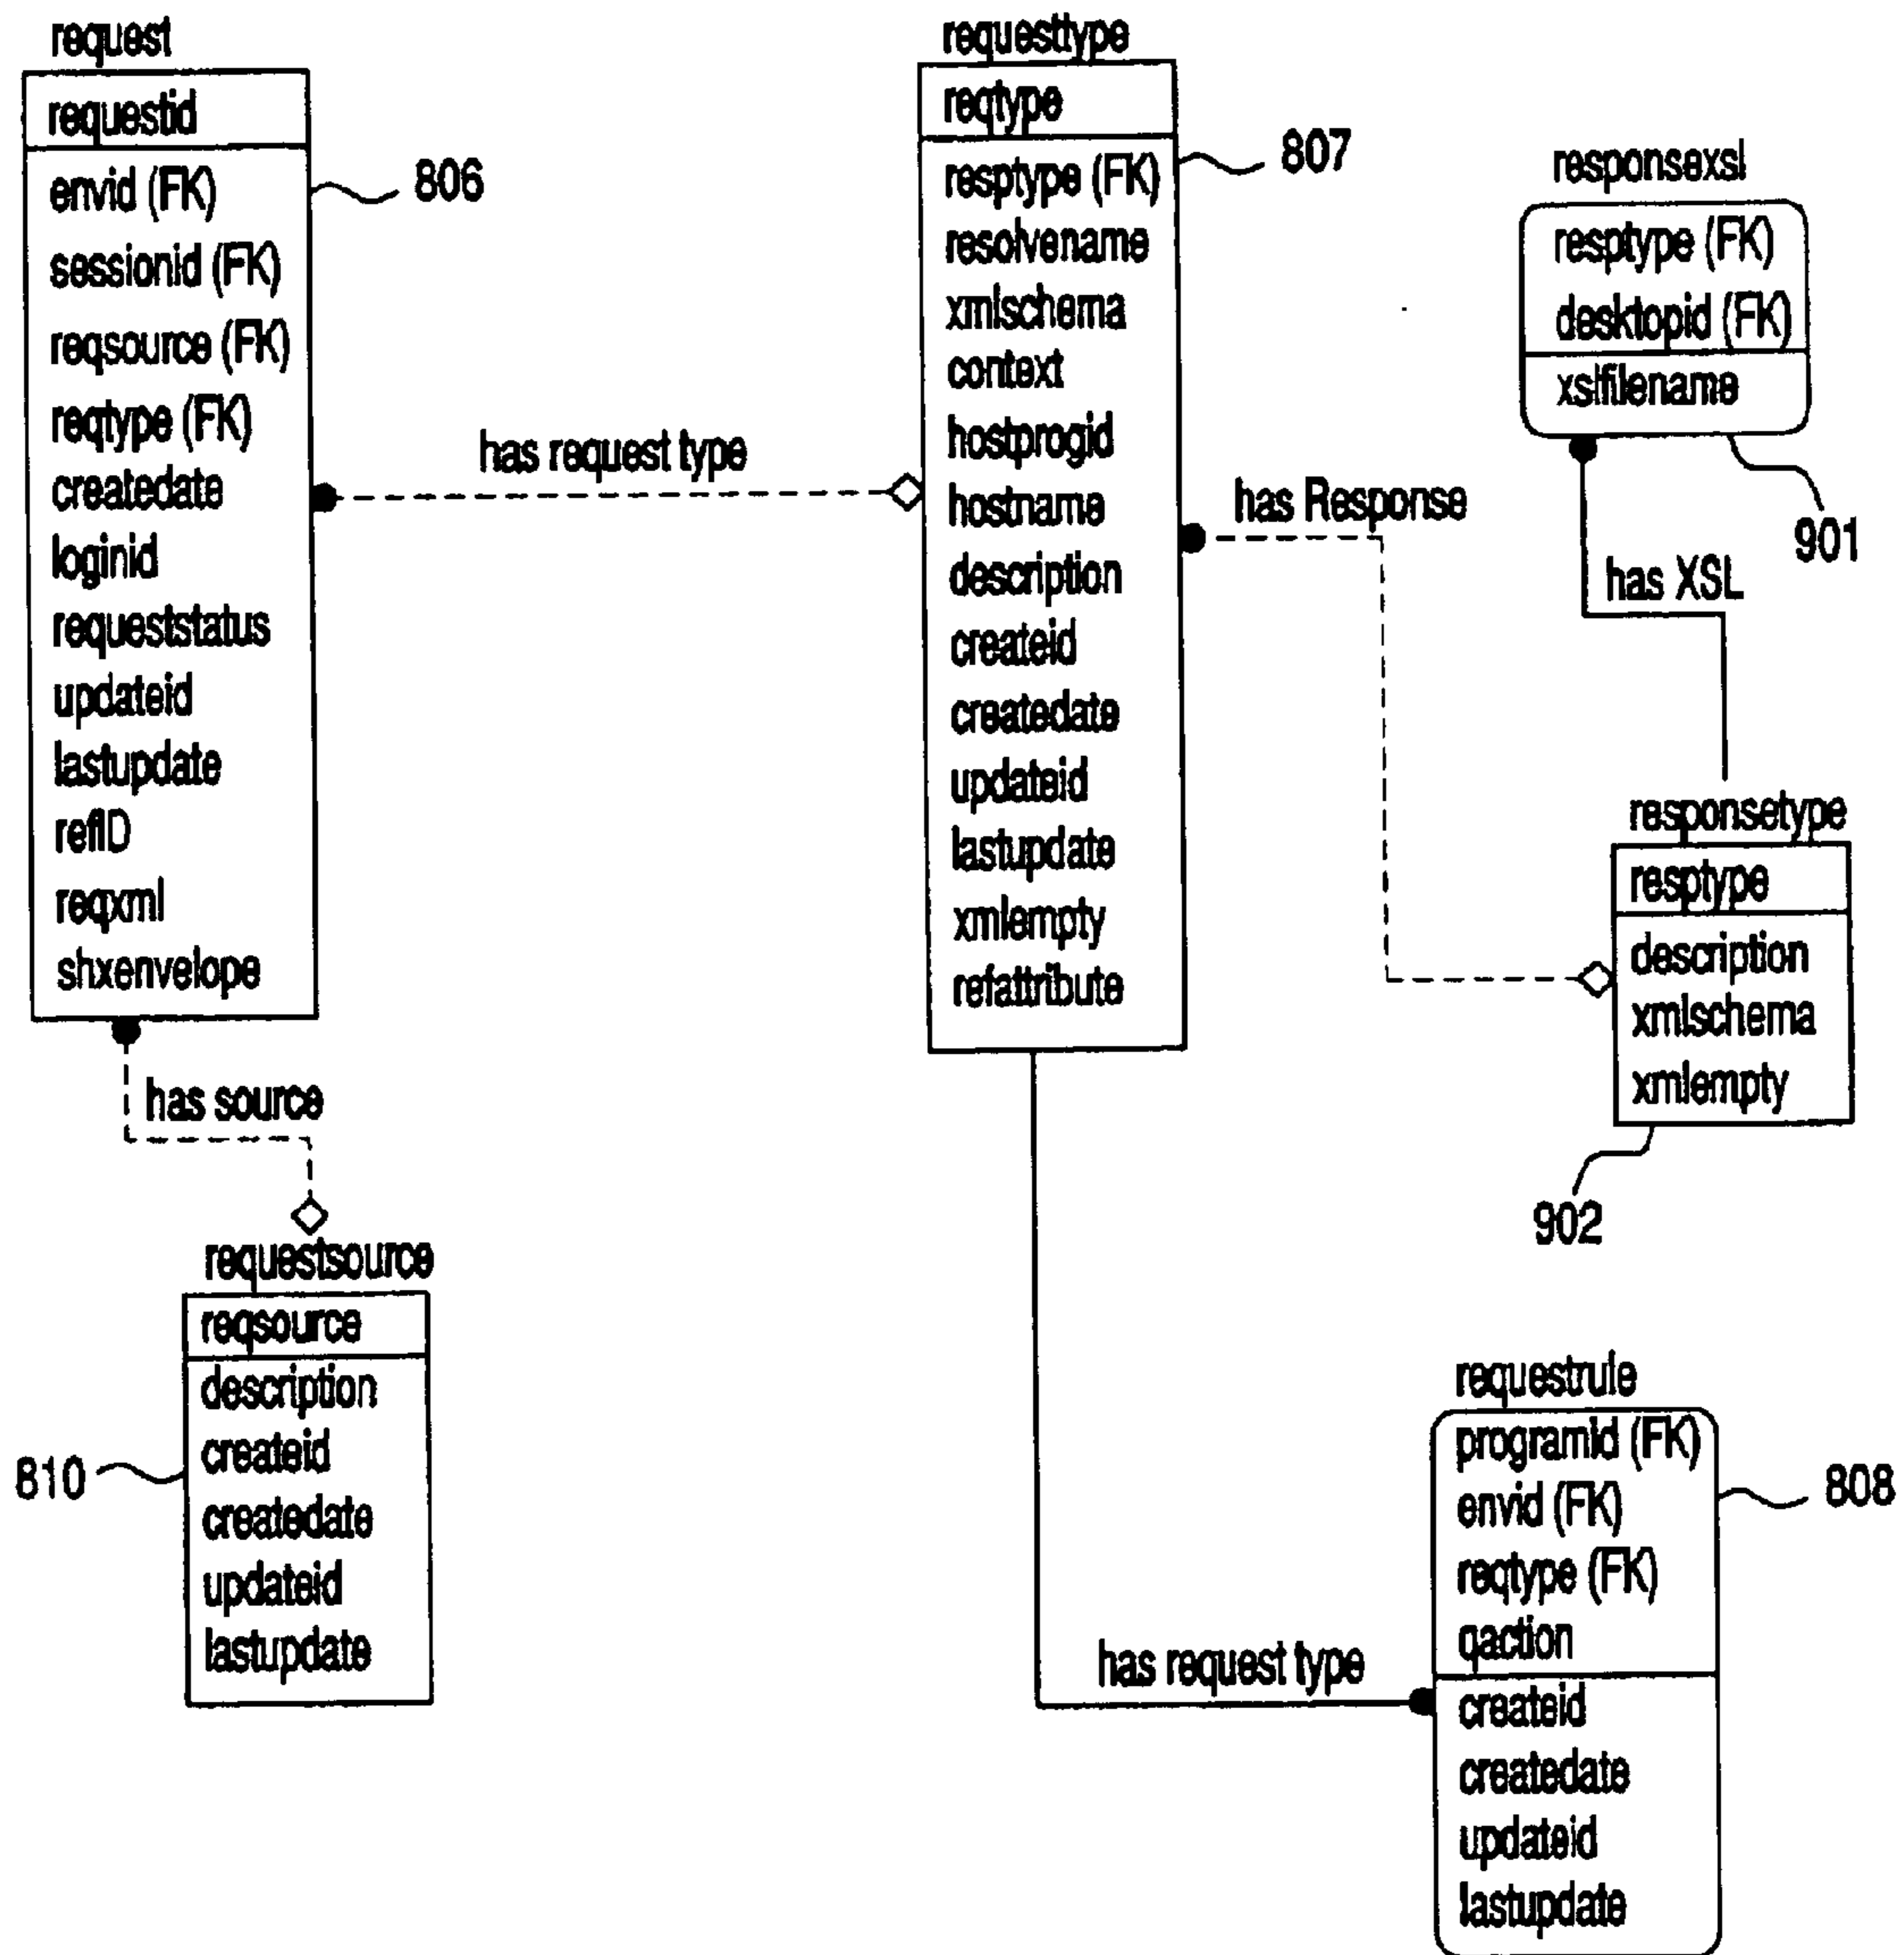 request
requestid
envid (FK)
sessionid (FK)
reqsource (FK)
reqtype (FK)
createdate
loginid
requeststatus
updateid
lastupdate
refID
reqxml
shxenvelope
806
has request type
has source
requestsource
reqsource
description
createid
createdate
updateid
lastupdate
810
requesttype
reqtype
resptype (FK)
resolvename
xmlschema
context
hostprogid
hostname
description
createid
createdate
updateid
lastupdate
xmlempty
refattribute
807
has Response
responsexsl
resptype (FK)
desktopid (FK)
xslfilename
901
has XSL
responsetype
resptype
description
xmlschema
xmlempty
902
has request type
requestrule
programid (FK)
envid (FK)
reqtype (FK)
qaction
createid
createdate
updateid
lastupdate
808